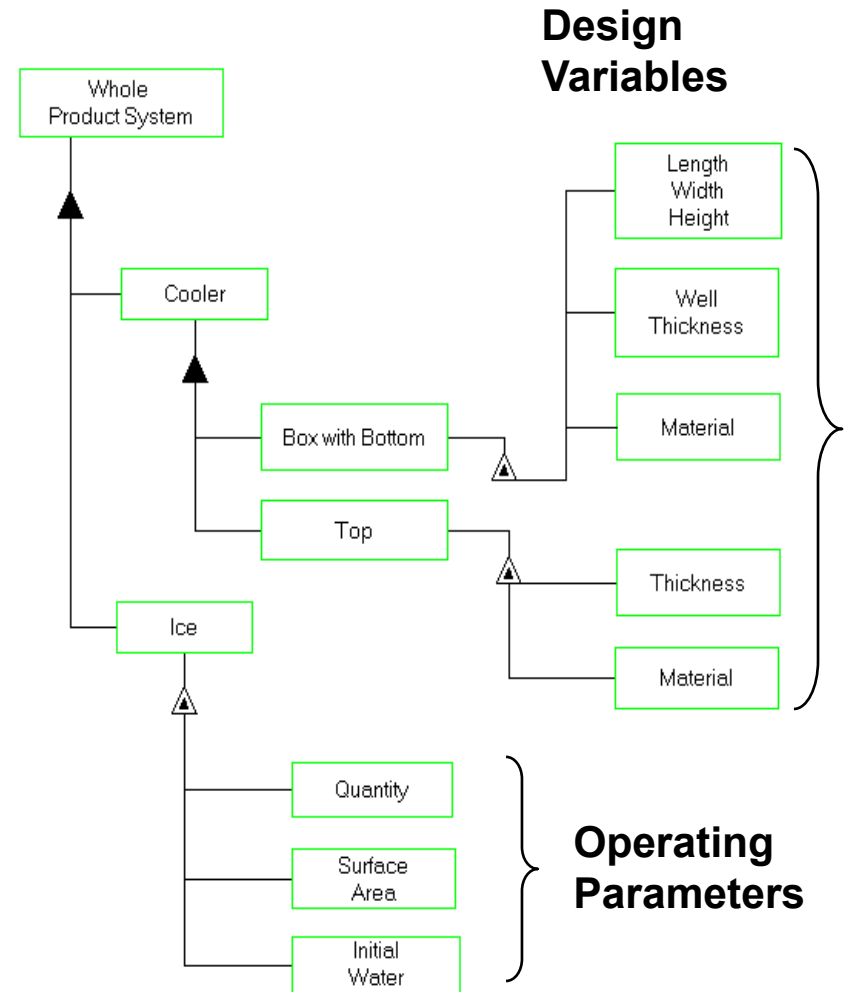 Design
Variables
Whole
Product System
Length
Width
Height
Cooler
Well
Thickness
Box with Bottom
Material
Top
Thickness
Ice
Material
Quantity
Operating
Parameters
Surface
Area
Initial
Water